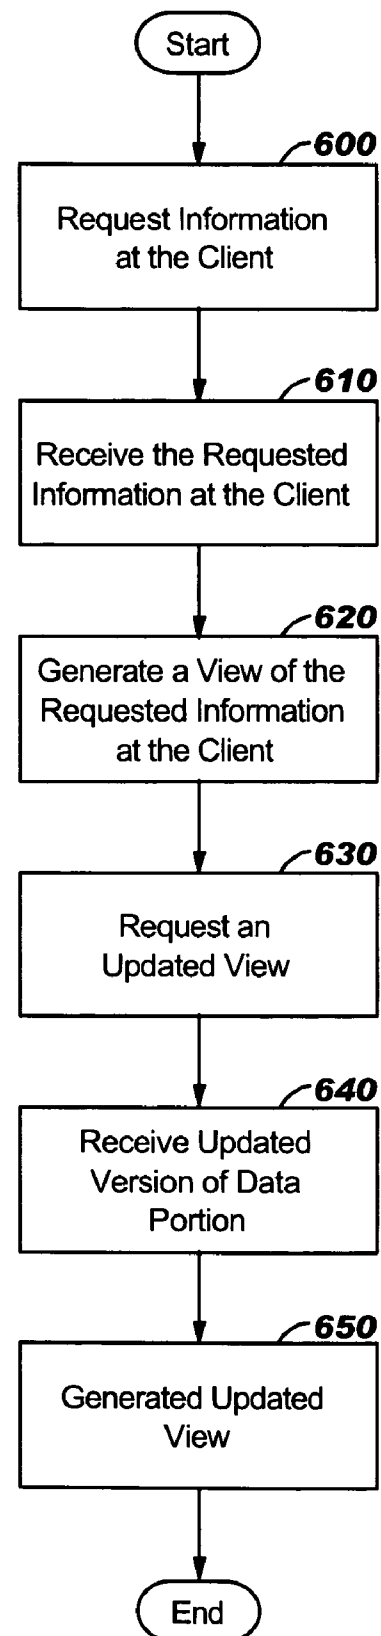 Start
600
Request Information
at the Client
610
Receive the Requested
Information at the Client
620
Generate a View of the
Requested Information
at the Client
630
Request an
Updated View
640
Receive Updated
Version of Data
Portion
650
Generated Updated
View
End